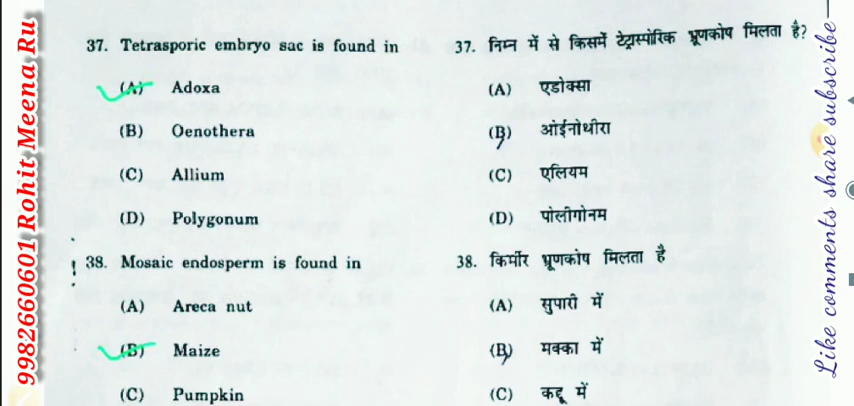 9982660601 Rohit Meena Ru
37. Tetrasporic embryo sac is found in
(A) Adoxa
(B) Oenothera
(C) Allium
(D) Polygonum
38. Mosaic endosperm is found in
(A) Areca nut
(B) Maize
(C) Pumpkin
37. निम्न में से किसमें टेट्रास्पोरिक भ्रूणकोष मिलता है?
(A) एडोक्सा
(B) ओईनोथीरा
(C) एलियम
(D) पोलीगोनम
38. किर्मीर भ्रूणकोष मिलता है
(A) सुपारी में
(B) मक्का में
(C) कद्दू में
Like comments share subscribe